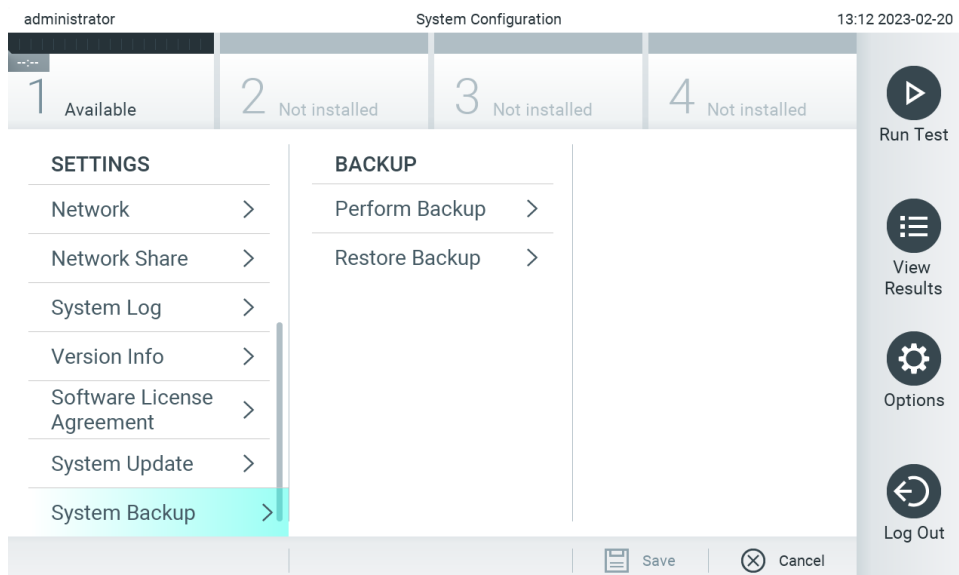 administrator
System Configuration
13:12 2023-02-20
--:--
1 Available
2 Not installed
3 Not installed
4 Not installed
Run Test
View
Results
Options
Log Out
SETTINGS
Network
Network Share
System Log
Version Info
Software License
Agreement
System Update
System Backup
BACKUP
Perform Backup
Restore Backup
Save
Cancel